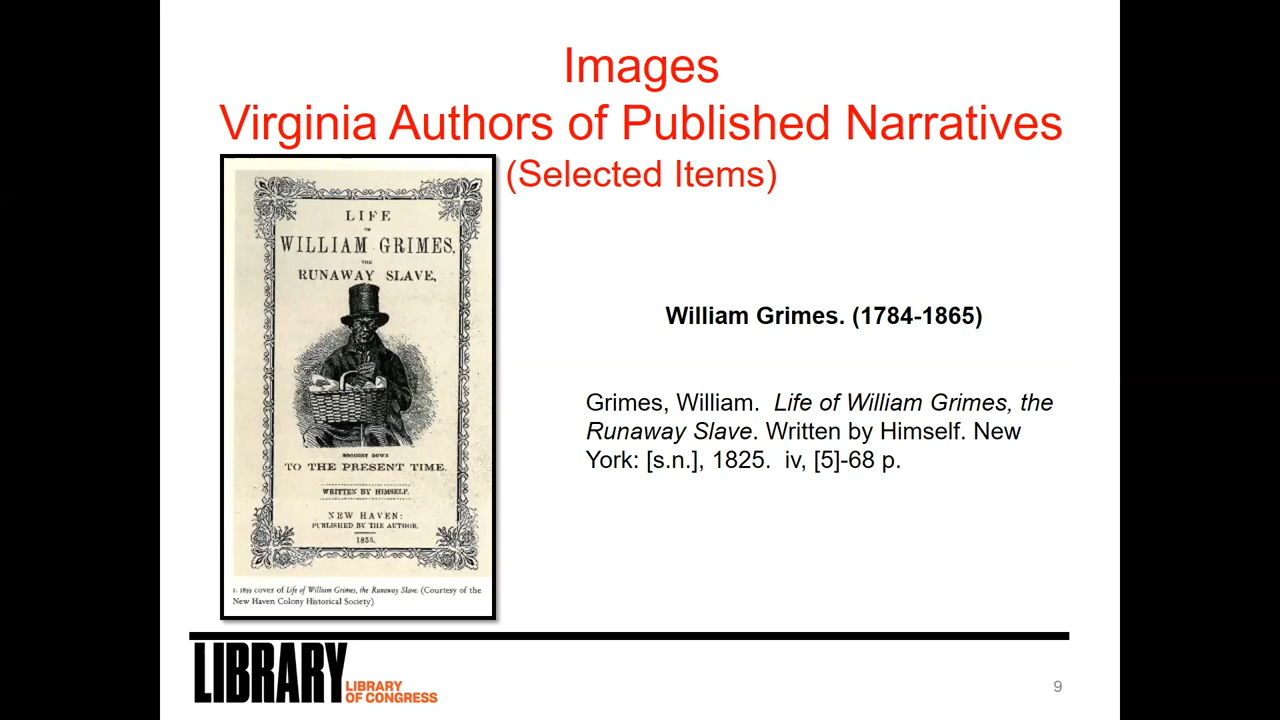 Images
Virginia Authors of Published Narratives
(Selected Items)
LIFE
OF
WILLIAM GRIMES,
THE
RUNAWAY SLAVE,
BROUGHT DOWN
TO THE PRESENT TIME.
WRITTEN BY HIMSELF.
NEW HAVEN:
PUBLISHED BY THE AUTHOR.
1855.
1. 1855 cover of Life of William Grimes, the Runaway Slave. (Courtesy of the
New Haven Colony Historical Society)
William Grimes. (1784-1865)
Grimes, William.  Life of William Grimes, the
Runaway Slave. Written by Himself. New
York: [s.n.], 1825.  iv, [5]-68 p.
LIBRARY
LIBRARY
OF CONGRESS
9